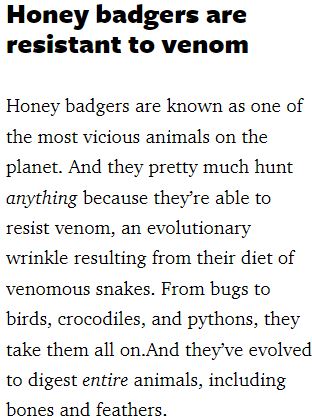 Honey badgers are
resistant to venom
Honey badgers are known as one of
the most vicious animals on the
planet. And they pretty much hunt
anything because they’re able to
resist venom, an evolutionary
wrinkle resulting from their diet of
venomous snakes. From bugs to
birds, crocodiles, and pythons, they
take them all on.And they’ve evolved
to digest entire animals, including
bones and feathers.